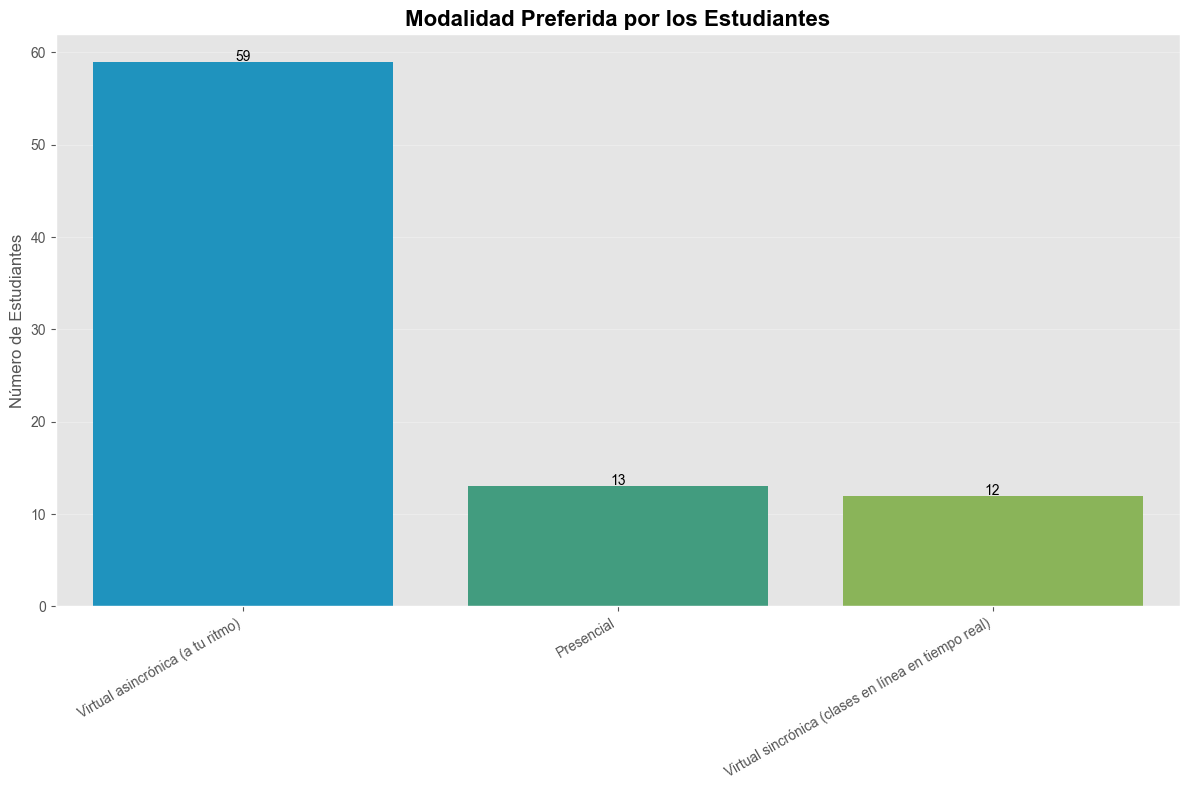 Modalidad Preferida por los Estudiantes
Número de Estudiantes
60
50
40
30
20
10
0
59
13
12
Virtual asincrónica (a tu ritmo)
Presencial
Virtual sincrónica (clases en línea en tiempo real)